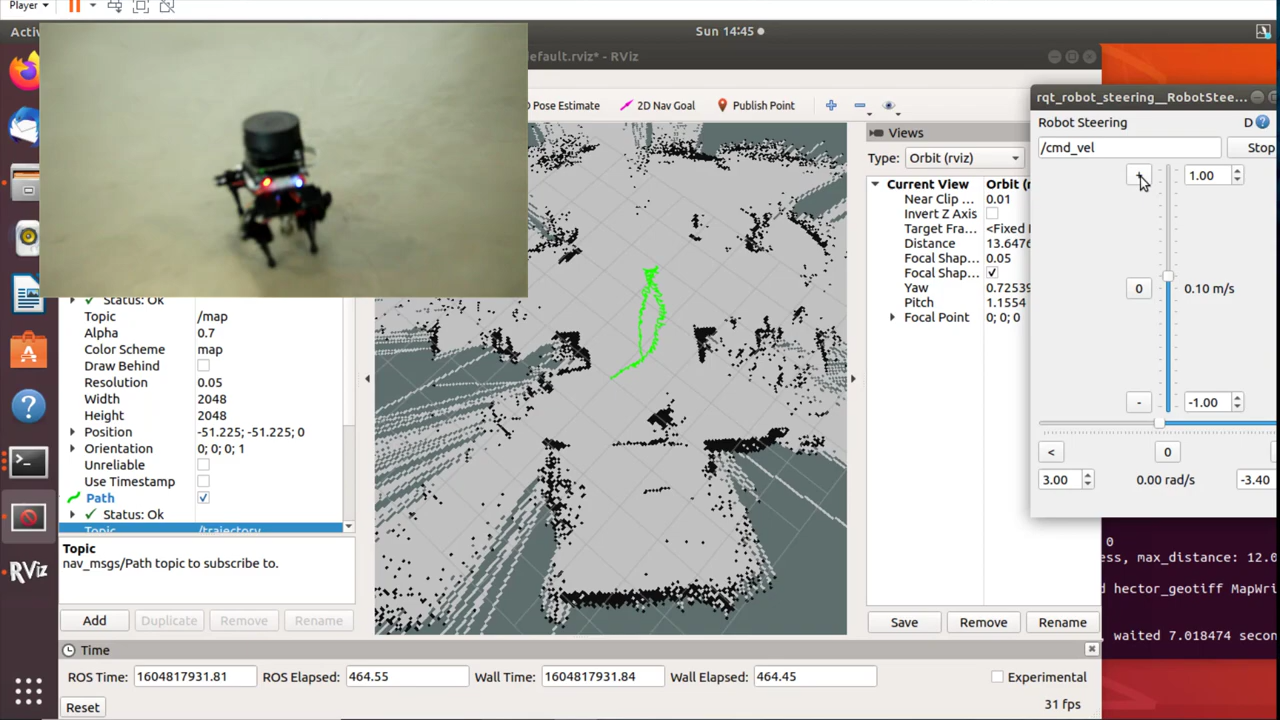 Player
Activ
Sun 14:45
default.rviz* - RViz
D Pose Estimate
2D Nav Goal
Publish Point
Status: Ok
Topic /map
Alpha 0.7
Color Scheme map
Draw Behind
Resolution 0.05
Width 2048
Height 2048
Position -51.225; -51.225; 0
Orientation 0; 0; 0; 1
Unreliable
Use Timestamp
Path
Status: Ok
Topic /trajectory
Topic
nav_msgs/Path topic to subscribe to.
Add Duplicate Remove Rename
Views
Type: Orbit (rviz)
Current View Orbit (r
Near Clip ... 0.01
Invert Z Axis
Target Fra... <Fixed
Distance 13.6476
Focal Shap... 0.05
Focal Shap...
Yaw 0.72539
Pitch 1.1554
Focal Point 0; 0; 0
Save Remove Rename
rqt_robot_steering__RobotStee...
Robot Steering D ?
/cmd_vel Stop
+ 1.00
0 0.10 m/s
- -1.00
< 0
3.00 0.00 rad/s -3.40
0
ess, max_distance: 12.0
d hector_geotiff MapWri
, waited 7.018474 secon
RViz
Time
ROS Time: 1604817931.81 ROS Elapsed: 464.55 Wall Time: 1604817931.84 Wall Elapsed: 464.45 Experimental
Reset 31 fps